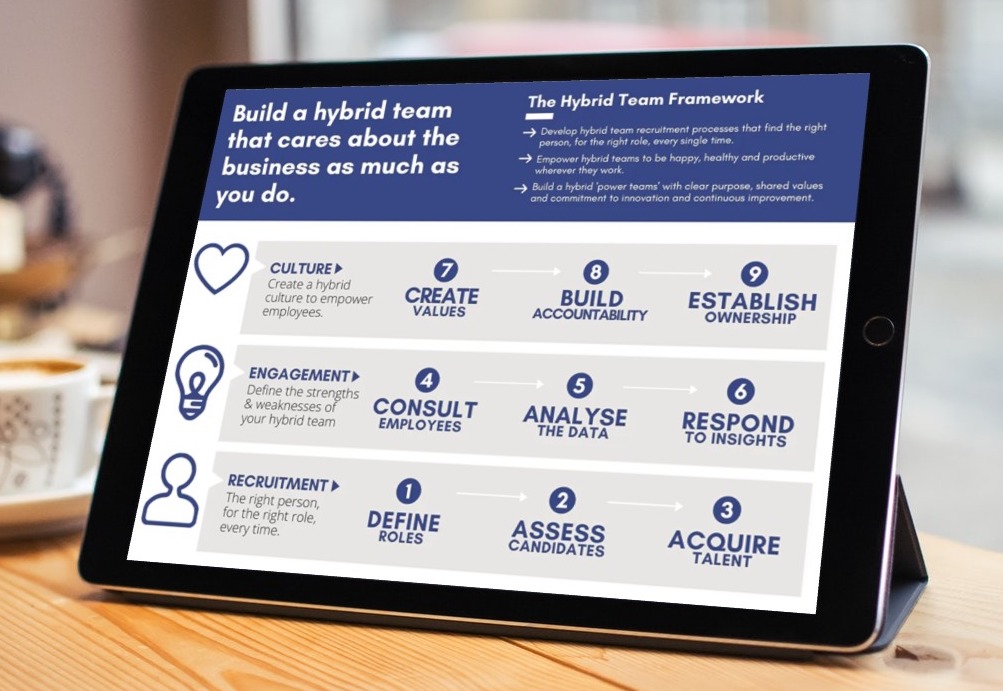 Build a hybrid team
that cares about the
business as much as
you do.
The Hybrid Team Framework
→ Develop hybrid team recruitment processes that find the right
person, for the right role, every single time.
→ Empower hybrid teams to be happy, healthy and productive
wherever they work.
→ Build a hybrid 'power teams' with clear purpose, shared values
and commitment to innovation and continuous improvement.
CULTURE
Create a hybrid
culture to empower
employees.
7
CREATE
VALUES
8
BUILD
ACCOUNTABILITY
9
ESTABLISH
OWNERSHIP
ENGAGEMENT
Define the strengths
& weaknesses of
your hybrid team
4
CONSULT
EMPLOYEES
5
ANALYSE
THE DATA
6
RESPOND
TO INSIGHTS
RECRUITMENT
The right person,
for the right role,
every time.
1
DEFINE
ROLES
2
ASSESS
CANDIDATES
3
ACQUIRE
TALENT